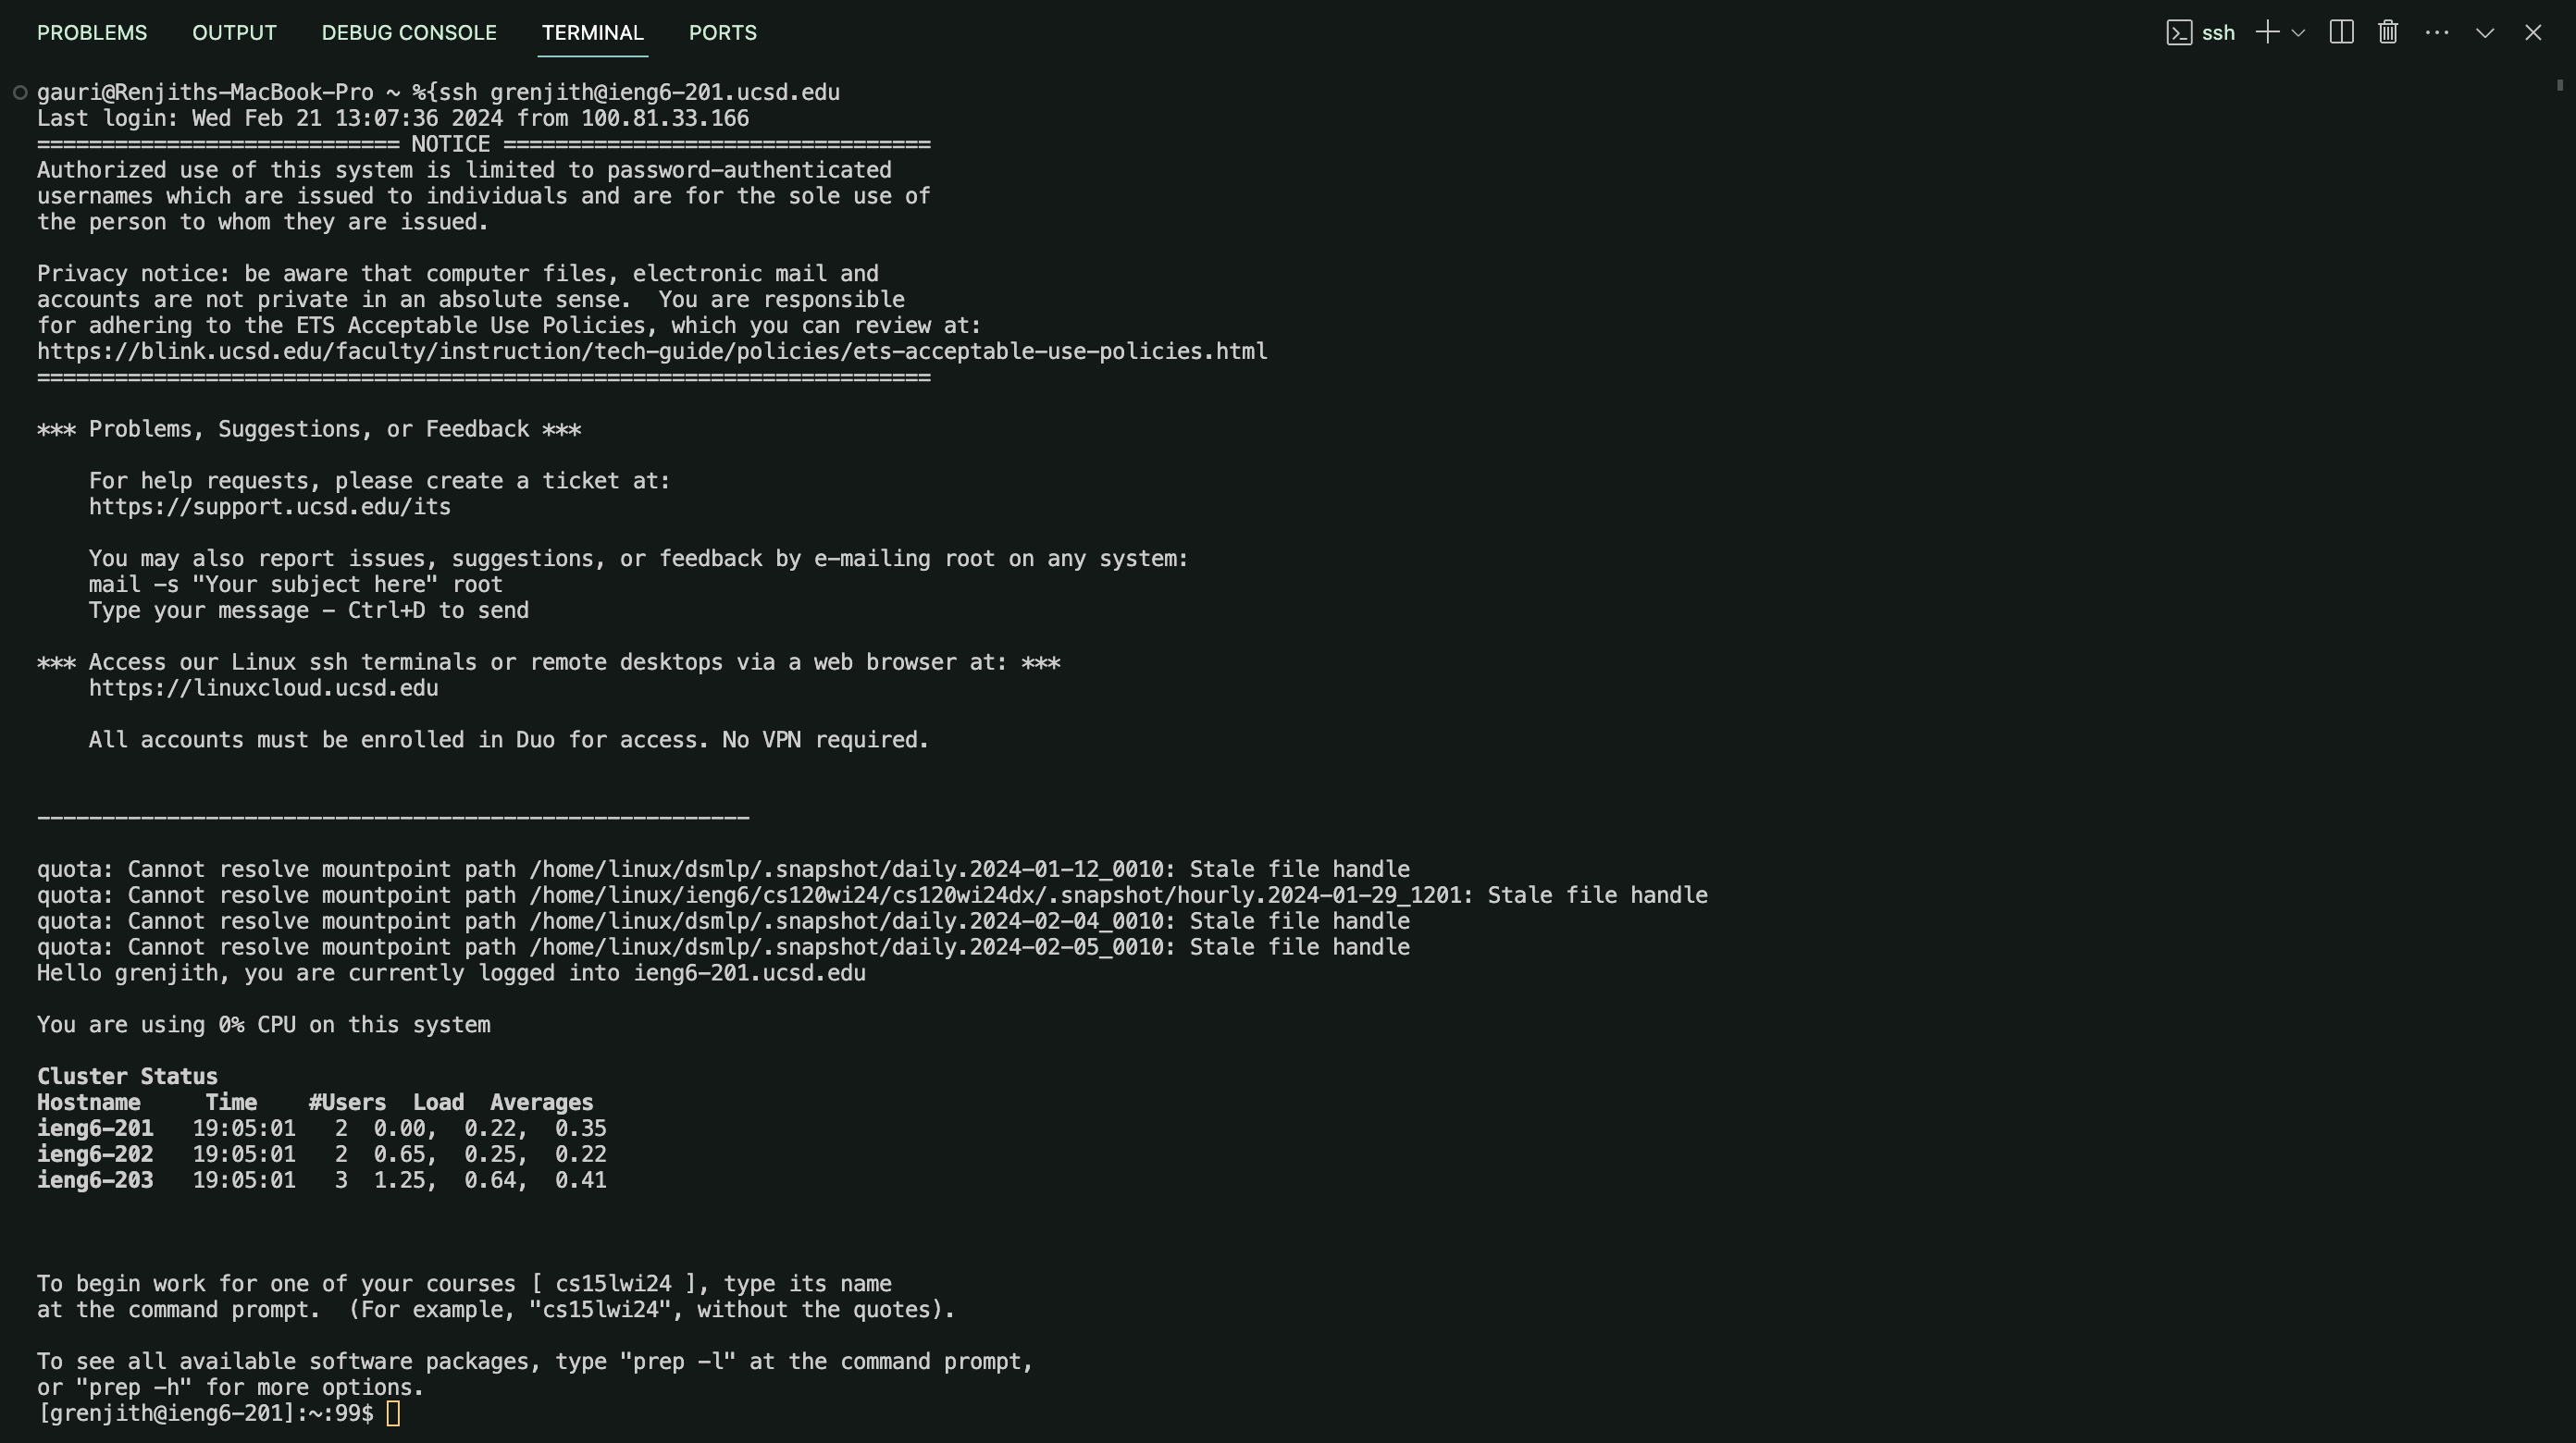 PROBLEMS OUTPUT DEBUG CONSOLE TERMINAL PORTS ssh
gauri@Renjiths-MacBook-Pro ~ %{ssh grenjith@ieng6-201.ucsd.edu
Last login: Wed Feb 21 13:07:36 2024 from 100.81.33.166
============================ NOTICE =================================
Authorized use of this system is limited to password-authenticated
usernames which are issued to individuals and are for the sole use of
the person to whom they are issued.
Privacy notice: be aware that computer files, electronic mail and
accounts are not private in an absolute sense.  You are responsible
for adhering to the ETS Acceptable Use Policies, which you can review at:
https://blink.ucsd.edu/faculty/instruction/tech-guide/policies/ets-acceptable-use-policies.html
=====================================================================
*** Problems, Suggestions, or Feedback ***
    For help requests, please create a ticket at:
    https://support.ucsd.edu/its
    You may also report issues, suggestions, or feedback by e-mailing root on any system:
    mail -s "Your subject here" root
    Type your message - Ctrl+D to send
*** Access our Linux ssh terminals or remote desktops via a web browser at: ***
    https://linuxcloud.ucsd.edu
    All accounts must be enrolled in Duo for access. No VPN required.
-------------------------------------------------------
quota: Cannot resolve mountpoint path /home/linux/dsmlp/.snapshot/daily.2024-01-12_0010: Stale file handle
quota: Cannot resolve mountpoint path /home/linux/ieng6/cs120wi24/cs120wi24dx/.snapshot/hourly.2024-01-29_1201: Stale file handle
quota: Cannot resolve mountpoint path /home/linux/dsmlp/.snapshot/daily.2024-02-04_0010: Stale file handle
quota: Cannot resolve mountpoint path /home/linux/dsmlp/.snapshot/daily.2024-02-05_0010: Stale file handle
Hello grenjith, you are currently logged into ieng6-201.ucsd.edu
You are using 0% CPU on this system
Cluster Status
Hostname     Time    #Users  Load  Averages
ieng6-201   19:05:01   2  0.00,  0.22,  0.35
ieng6-202   19:05:01   2  0.65,  0.25,  0.22
ieng6-203   19:05:01   3  1.25,  0.64,  0.41
To begin work for one of your courses [ cs15lwi24 ], type its name
at the command prompt.  (For example, "cs15lwi24", without the quotes).
To see all available software packages, type "prep -l" at the command prompt,
or "prep -h" for more options.
[grenjith@ieng6-201]:~:99$